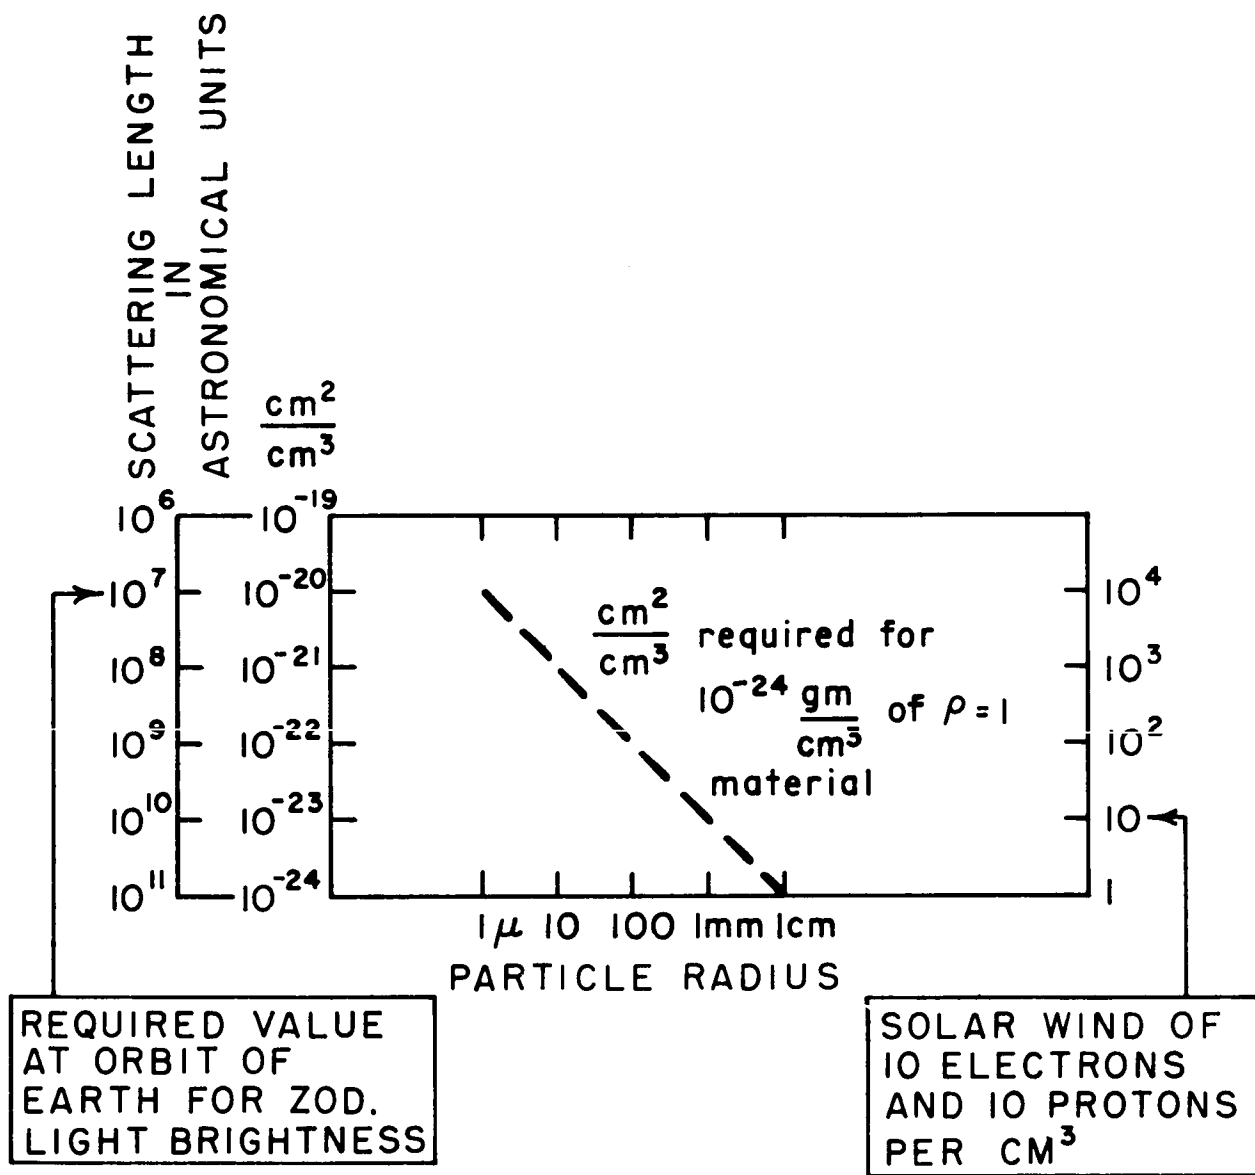 SCATTERING LENGTH
IN
ASTRONOMICAL UNITS
cm²
cm³
10⁶
10⁻¹⁹
10⁷
10⁻²⁰
10⁴
10⁸
10⁻²¹
10³
10⁹
10⁻²²
10²
10¹⁰
10⁻²³
10
10¹¹
10⁻²⁴
1
cm²
cm³ required for
10⁻²⁴ gm
cm³ of ρ = 1
material
1μ 10 100 1mm 1cm
PARTICLE RADIUS
REQUIRED VALUE
AT ORBIT OF
EARTH FOR ZOD.
LIGHT BRIGHTNESS
SOLAR WIND OF
10 ELECTRONS
AND 10 PROTONS
PER CM³